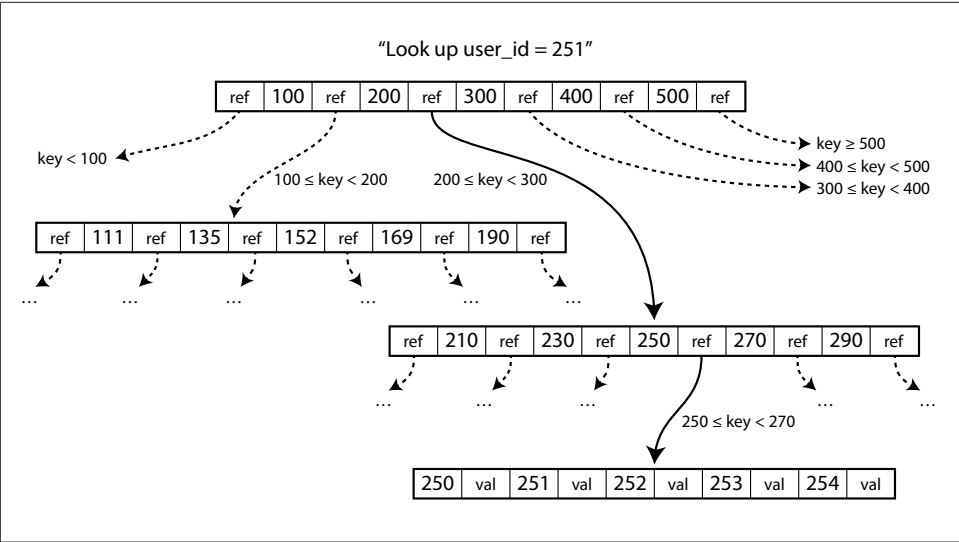 “Look up user_id = 251”
ref 100 ref 200 ref 300 ref 400 ref 500 ref
key < 100
key ≥ 500
400 ≤ key < 500
300 ≤ key < 400
100 ≤ key < 200
200 ≤ key < 300
ref 111 ref 135 ref 152 ref 169 ref 190 ref
... ... ... ... ... ...
ref 210 ref 230 ref 250 ref 270 ref 290 ref
... ... ... ... ...
250 ≤ key < 270
250 val 251 val 252 val 253 val 254 val